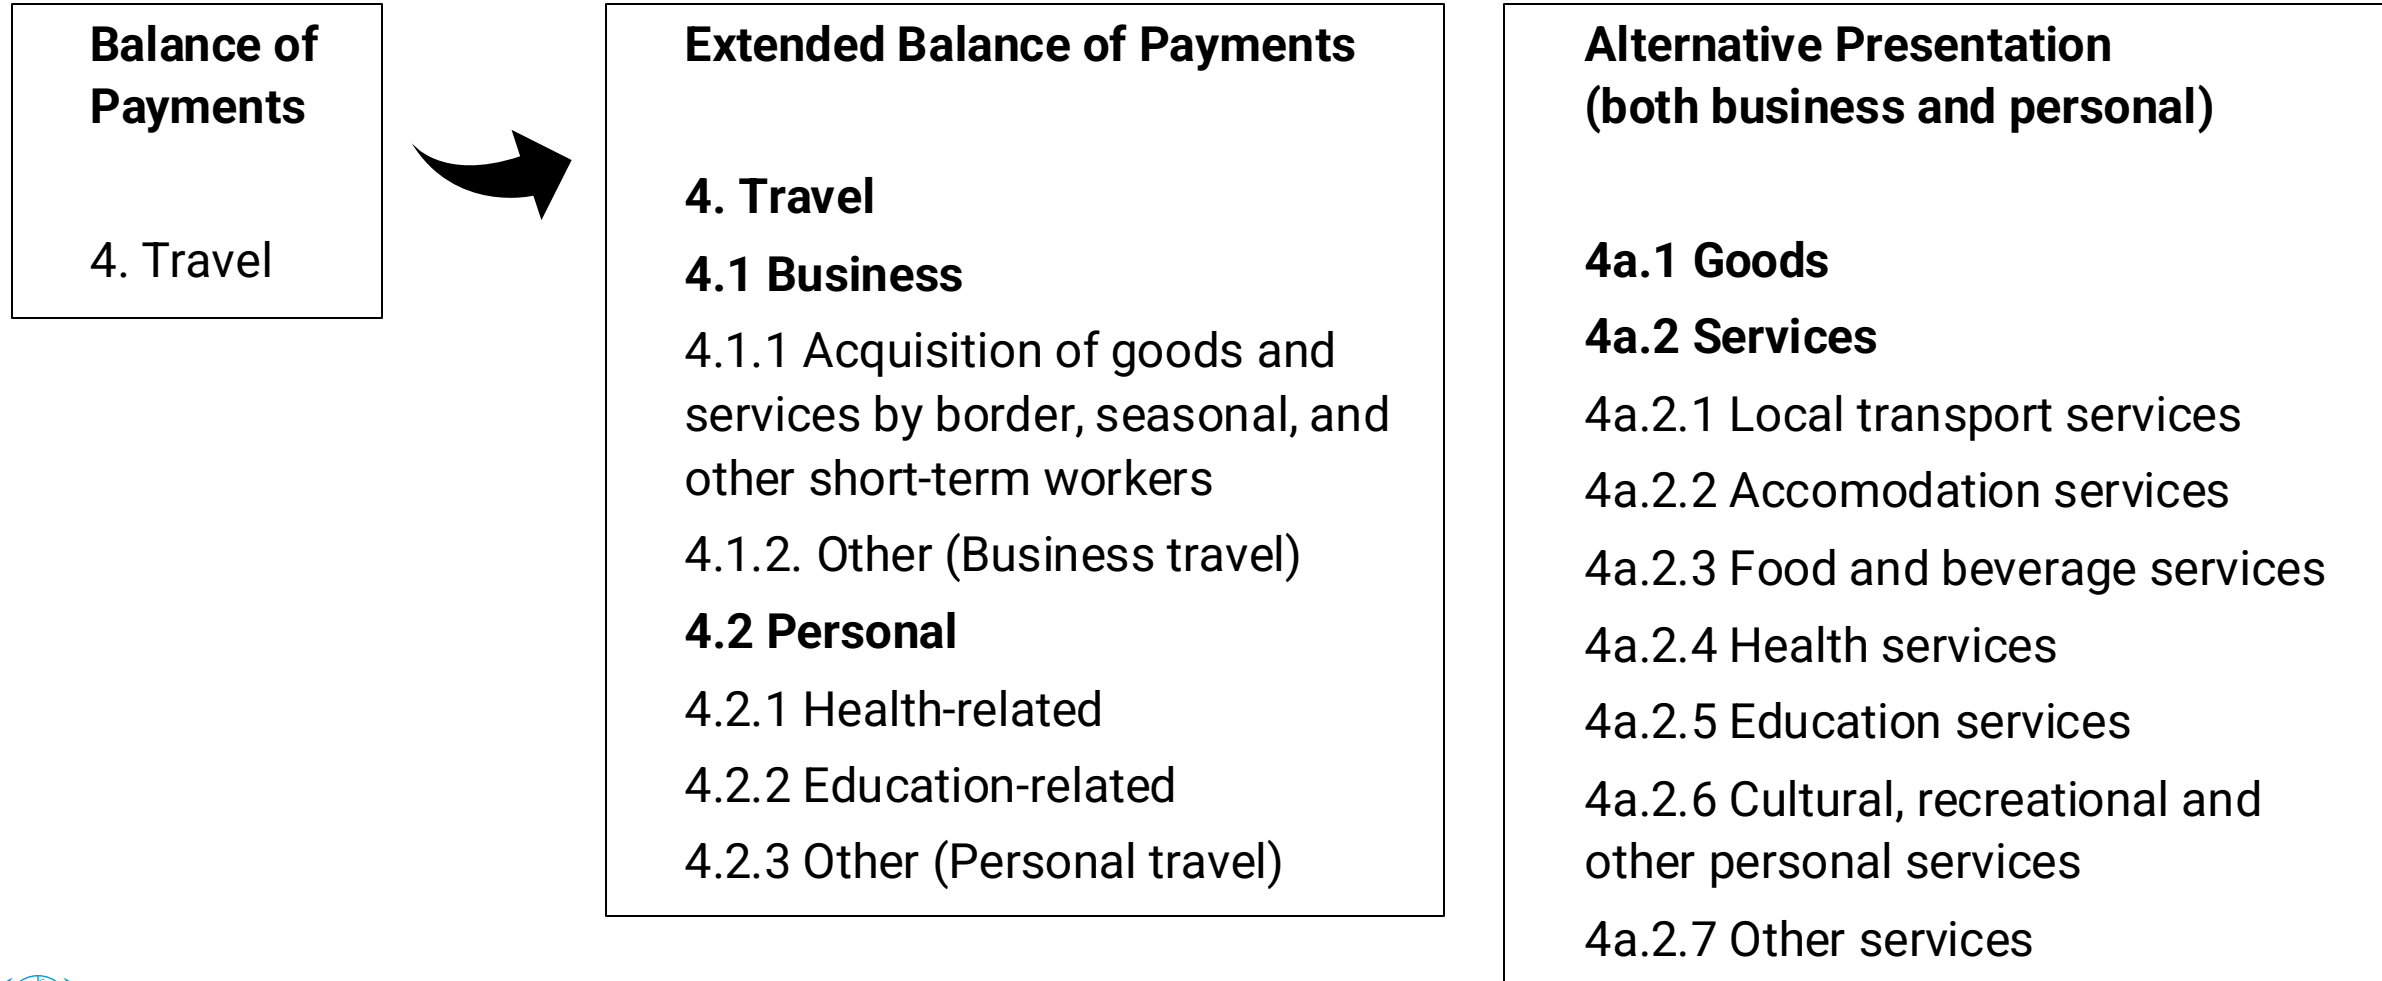 Balance of
Payments
4. Travel
Extended Balance of Payments
4. Travel
4.1 Business
4.1.1 Acquisition of goods and
services by border, seasonal, and
other short-term workers
4.1.2. Other (Business travel)
4.2 Personal
4.2.1 Health-related
4.2.2 Education-related
4.2.3 Other (Personal travel)
Alternative Presentation
(both business and personal)
4a.1 Goods
4a.2 Services
4a.2.1 Local transport services
4a.2.2 Accomodation services
4a.2.3 Food and beverage services
4a.2.4 Health services
4a.2.5 Education services
4a.2.6 Cultural, recreational and
other personal services
4a.2.7 Other services